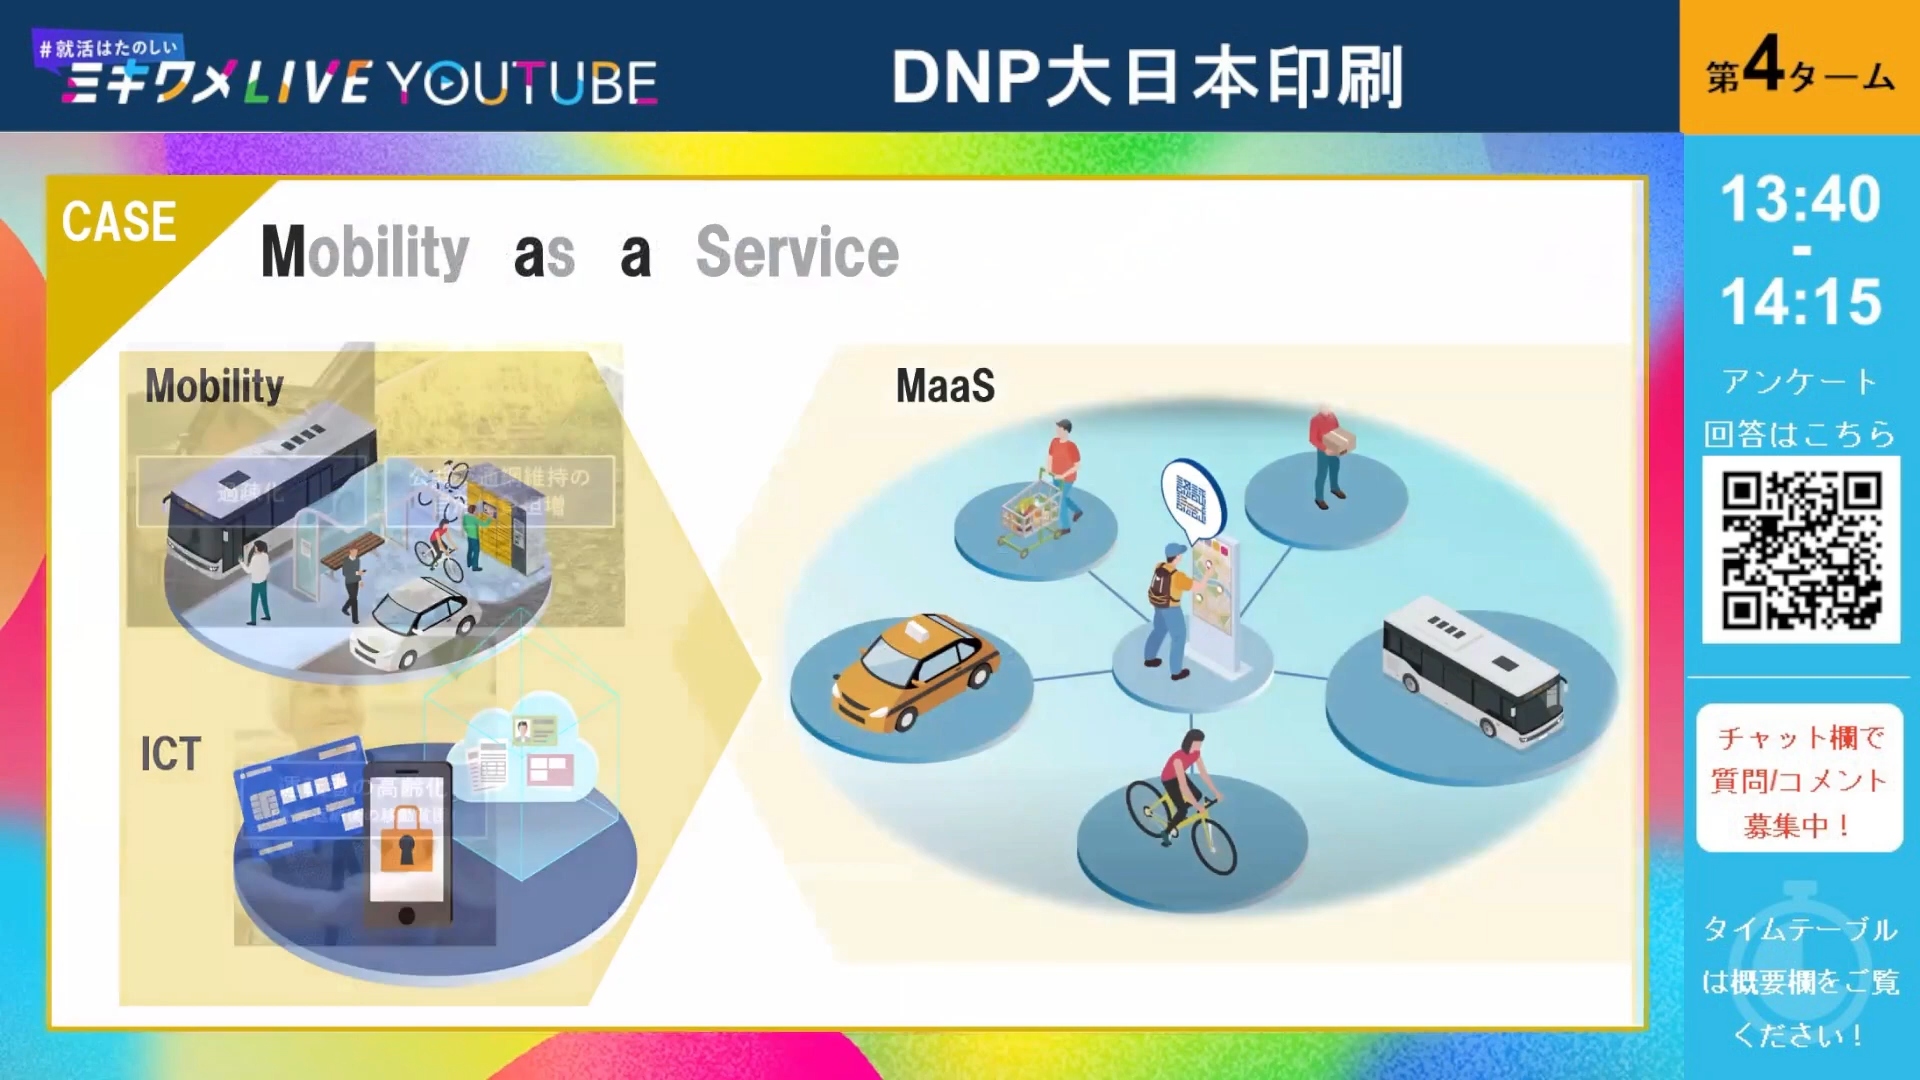 #就活はたのしい
ミキワメLIVE YOUTUBE
DNP大日本印刷
第4ターム
CASE
Mobility as a Service
Mobility
過疎化
MaaS
ICT
13:40
-
14:15
アンケート
回答はこちら
チャット欄で
質問/コメント
募集中！
タイムテーブル
は概要欄をご覧
ください！